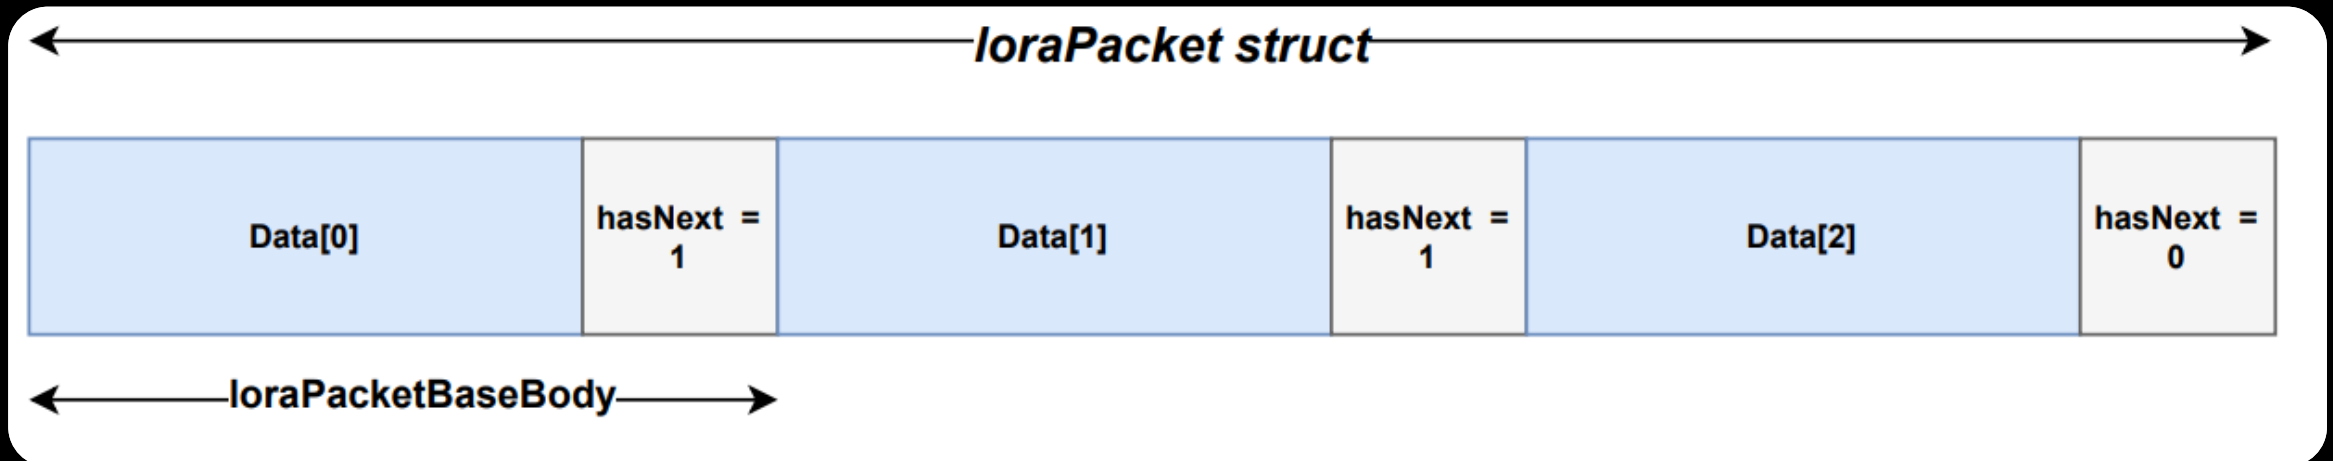 loraPacket struct
Data[0]
hasNext =
1
Data[1]
hasNext =
1
Data[2]
hasNext =
0
loraPacketBaseBody